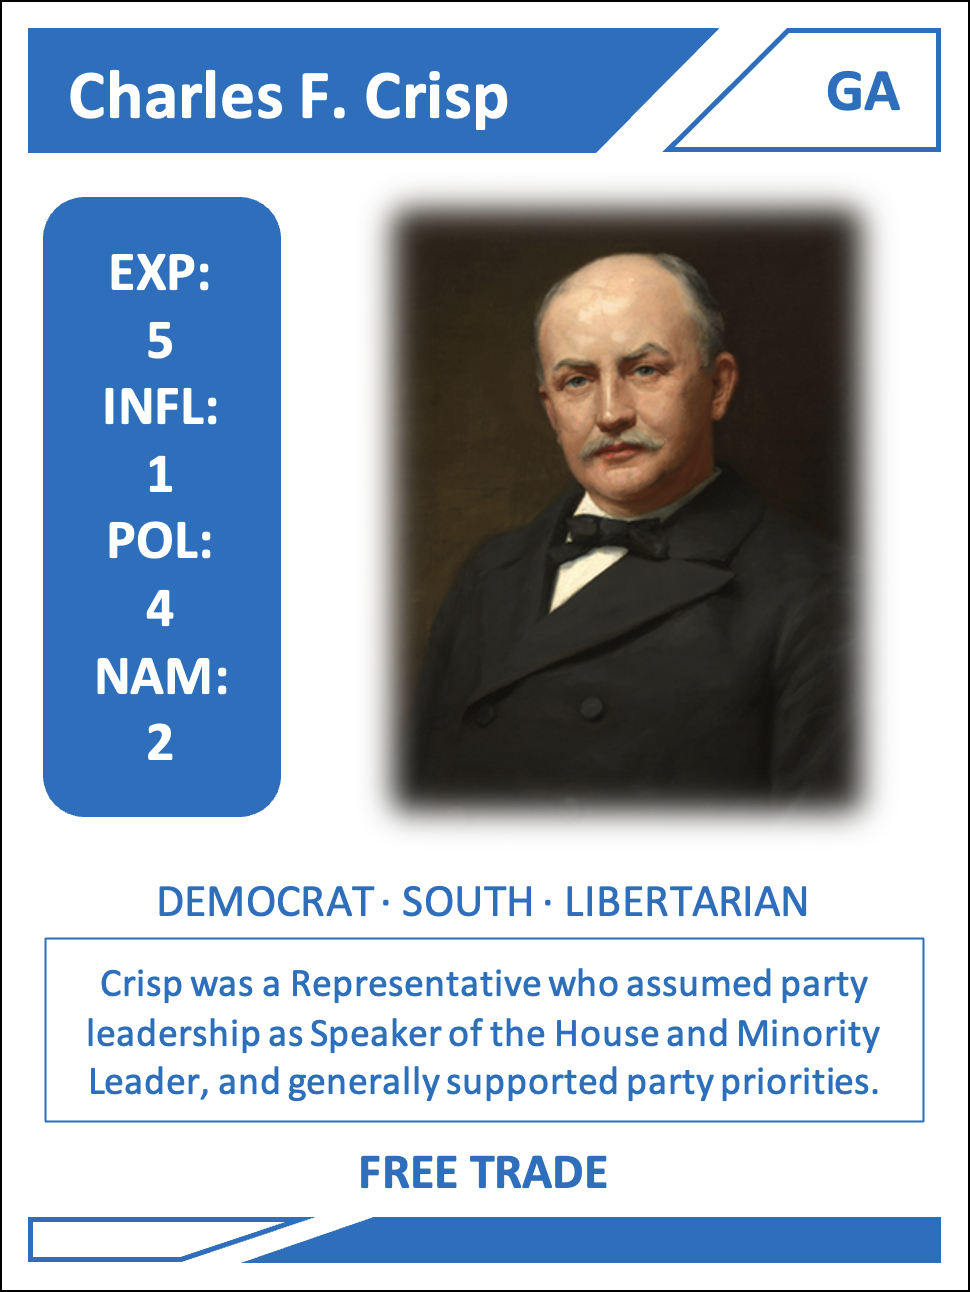 Charles F. Crisp
GA
EXP:
5
INFL:
1
POL:
4
NAM:
2
DEMOCRAT · SOUTH · LIBERTARIAN
Crisp was a Representative who assumed party
leadership as Speaker of the House and Minority
Leader, and generally supported party priorities.
FREE TRADE